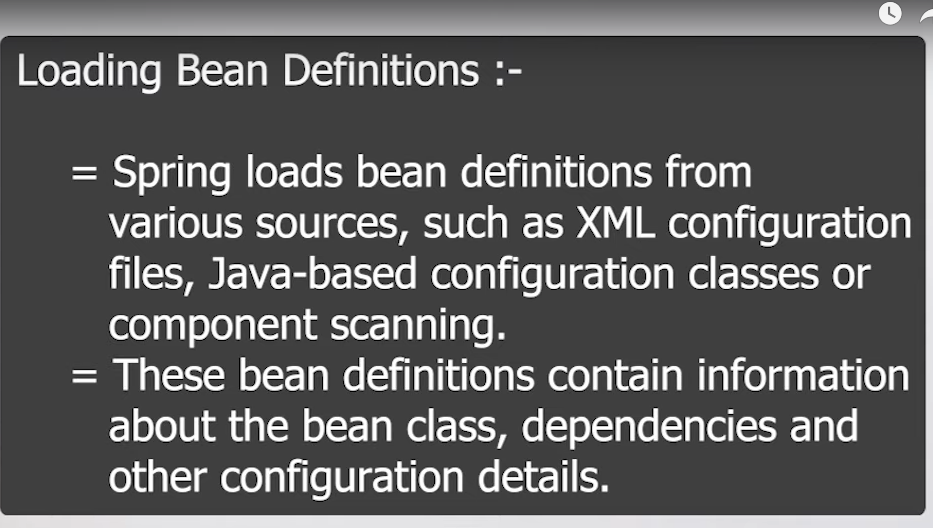 Loading Bean Definitions :-
= Spring loads bean definitions from
various sources, such as XML configuration
files, Java-based configuration classes or
component scanning.
= These bean definitions contain information
about the bean class, dependencies and
other configuration details.